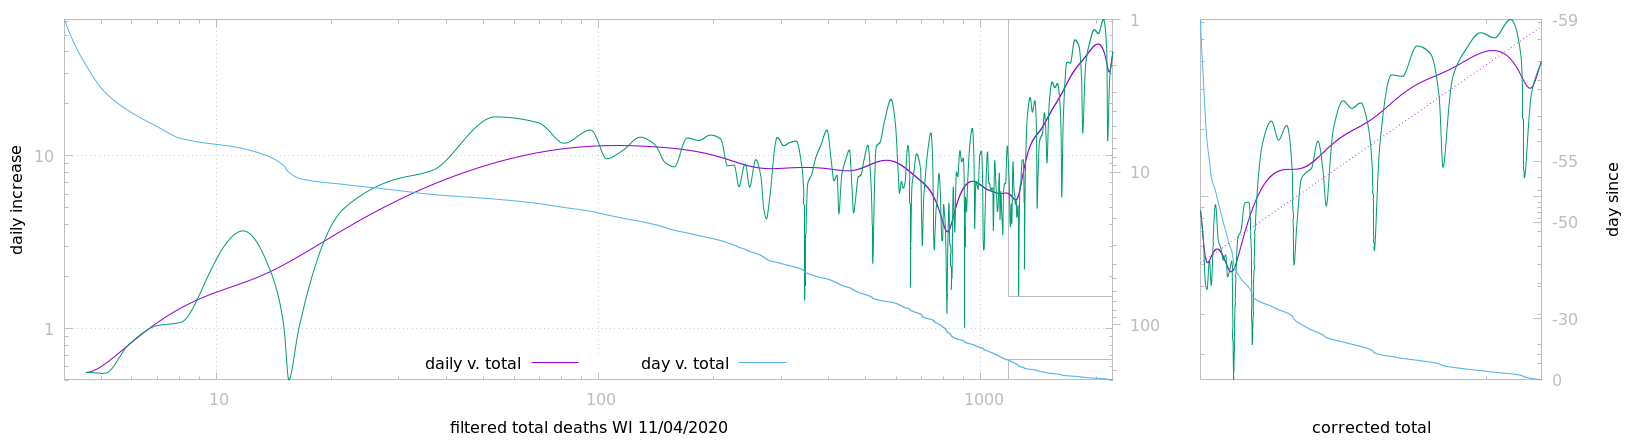 1
-59
10
10
-55
-50
daily increase
day since
1
100
-30
daily v. total
day v. total
0
10
100
1000
filtered total deaths WI 11/04/2020
corrected total